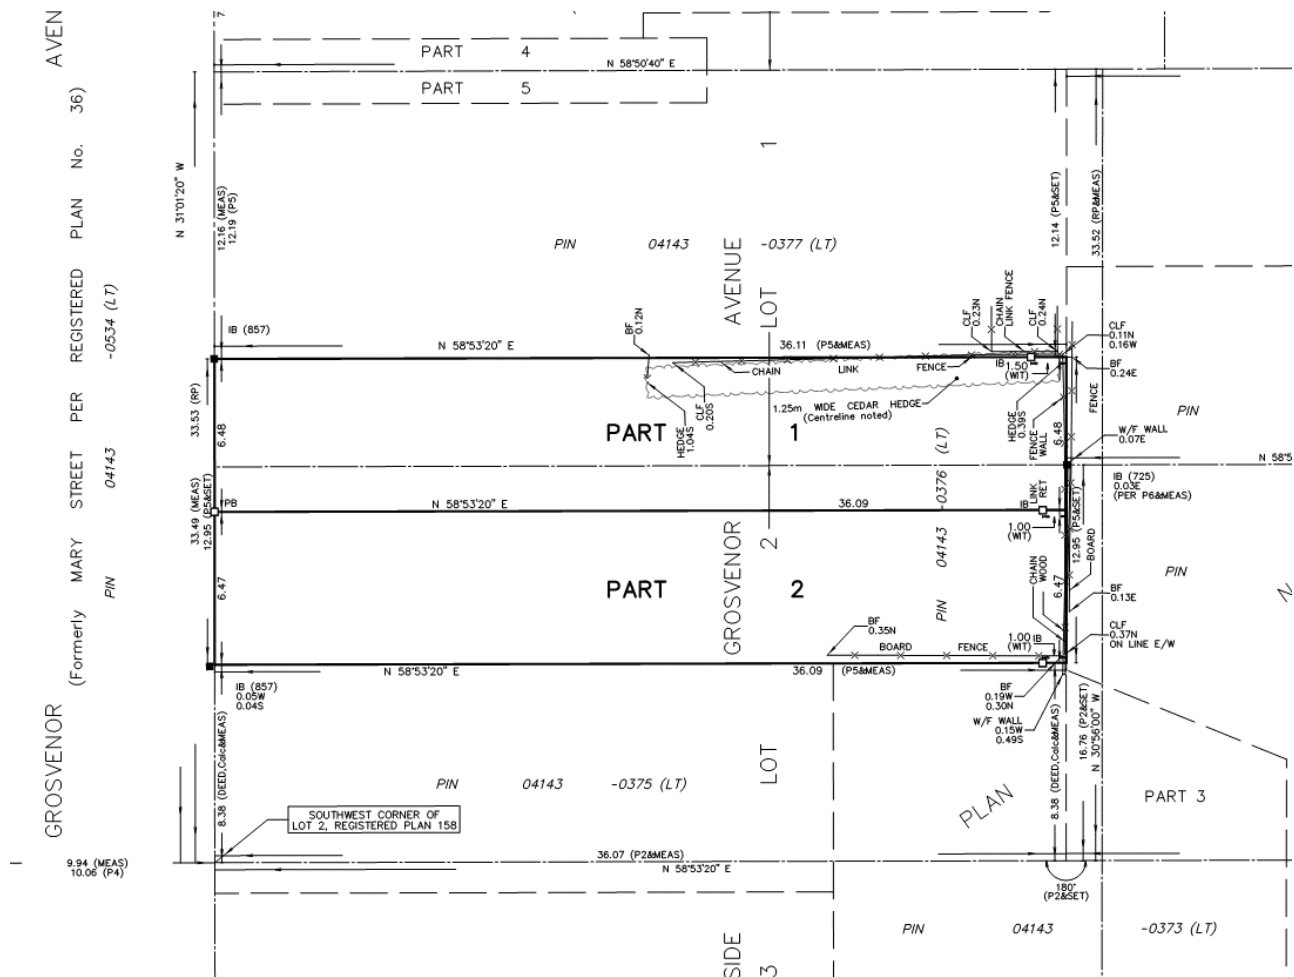 7
PART 4
N 58°50'40" E
PART 5
AVEN
GROSVENOR
(Formerly MARY STREET PER REGISTERED PLAN No. 36)
PIN 04143 -0534 (LT)
N 31°01'20" W
12.16 (MEAS)
12.19 (P5)
1
12.14 (P5&SET)
33.52 (RP&MEAS)
PIN 04143 -0377 (LT)
GROSVENOR AVENUE
LOT
IB (857)
N 58°53'20" E
36.11 (P5&MEAS)
BF
0.12N
CLF
0.23N
CHAIN
LINK FENCE
CLF
0.24N
CLF
0.11N
0.16W
BF
0.24E
CHAIN LINK FENCE
IB
1.50
(WIT)
1.25m WIDE CEDAR HEDGE
(Centreline noted)
HEDGE
1.04S
CLF
0.20S
HEDGE
0.39S
FENCE
WALL
FENCE
PIN
33.53 (RP)
6.48
PART 1
6.48
W/F WALL
0.07E
N 58°5
IB (725)
0.03E
(PER P6&MEAS)
33.49 (MEAS)
12.95 (P5&SET)
PB
N 58°53'20" E
36.09
IB
LINK
RET
1.00
(WIT)
12.95 (P5&SET)
PIN 04143 -0376 (LT)
2
BOARD
CHAIN
WOOD
PIN
6.47
PART 2
6.47
BF
0.13E
BF
0.35N
BOARD FENCE
1.00
(WIT)
IB
CLF
0.37N
ON LINE E/W
N 58°53'20" E
36.09 (P5&MEAS)
IB (857)
0.05W
0.04S
BF
0.19W
0.30N
W/F WALL
0.15W
0.49S
8.38 (DEED,Calc&MEAS)
8.38 (DEED,Calc&MEAS)
16.76 (P2&SET)
N 30°56'00" W
PIN 04143 -0375 (LT)
LOT
PLAN
PART 3
SOUTHWEST CORNER OF
LOT 2, REGISTERED PLAN 158
9.94 (MEAS)
10.06 (P4)
36.07 (P2&MEAS)
N 58°53'20" E
180°
(P2&SET)
PIN 04143 -0373 (LT)
SIDE
3